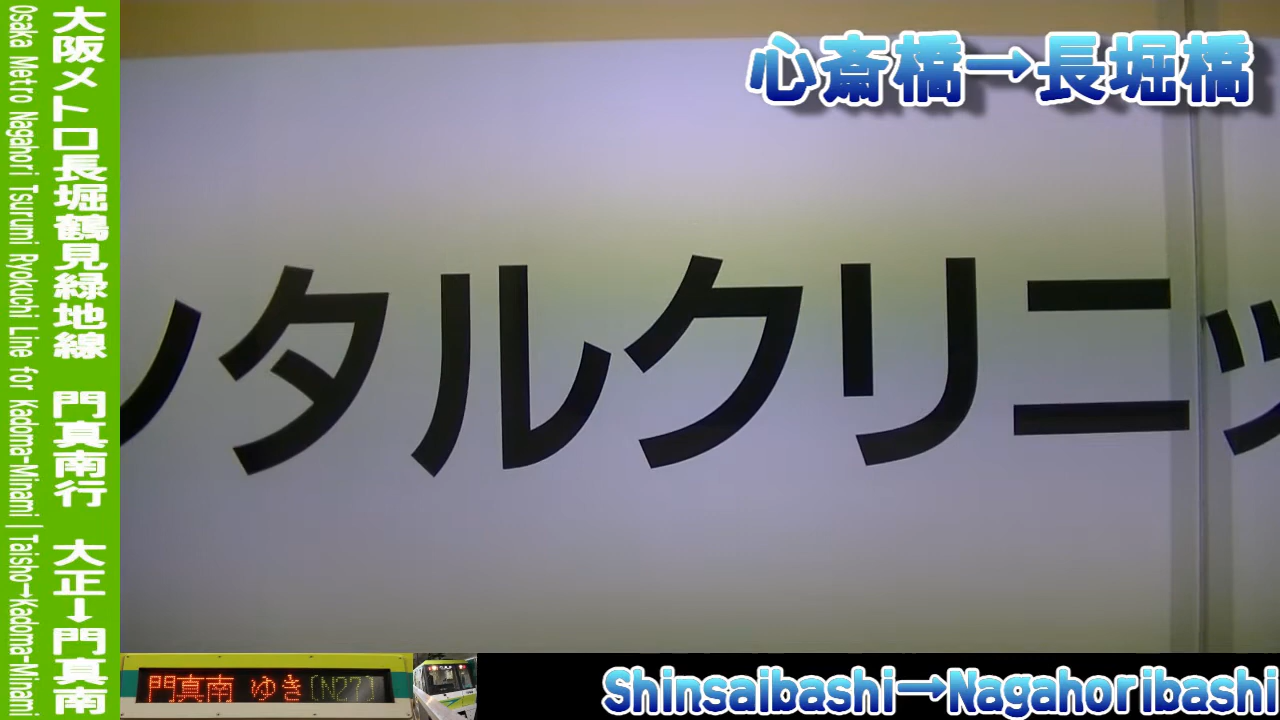 大阪メトロ長堀鶴見緑地線　門真南行　大正→門真南
Osaka Metro Nagahori Tsurumi Ryokuchi Line for Kadoma-Minami | Taisho→Kadoma-Minami
心斎橋→長堀橋
ンタルクリニッ
門真南 ゆき(N27)
Shinsaibashi→Nagahoribashi